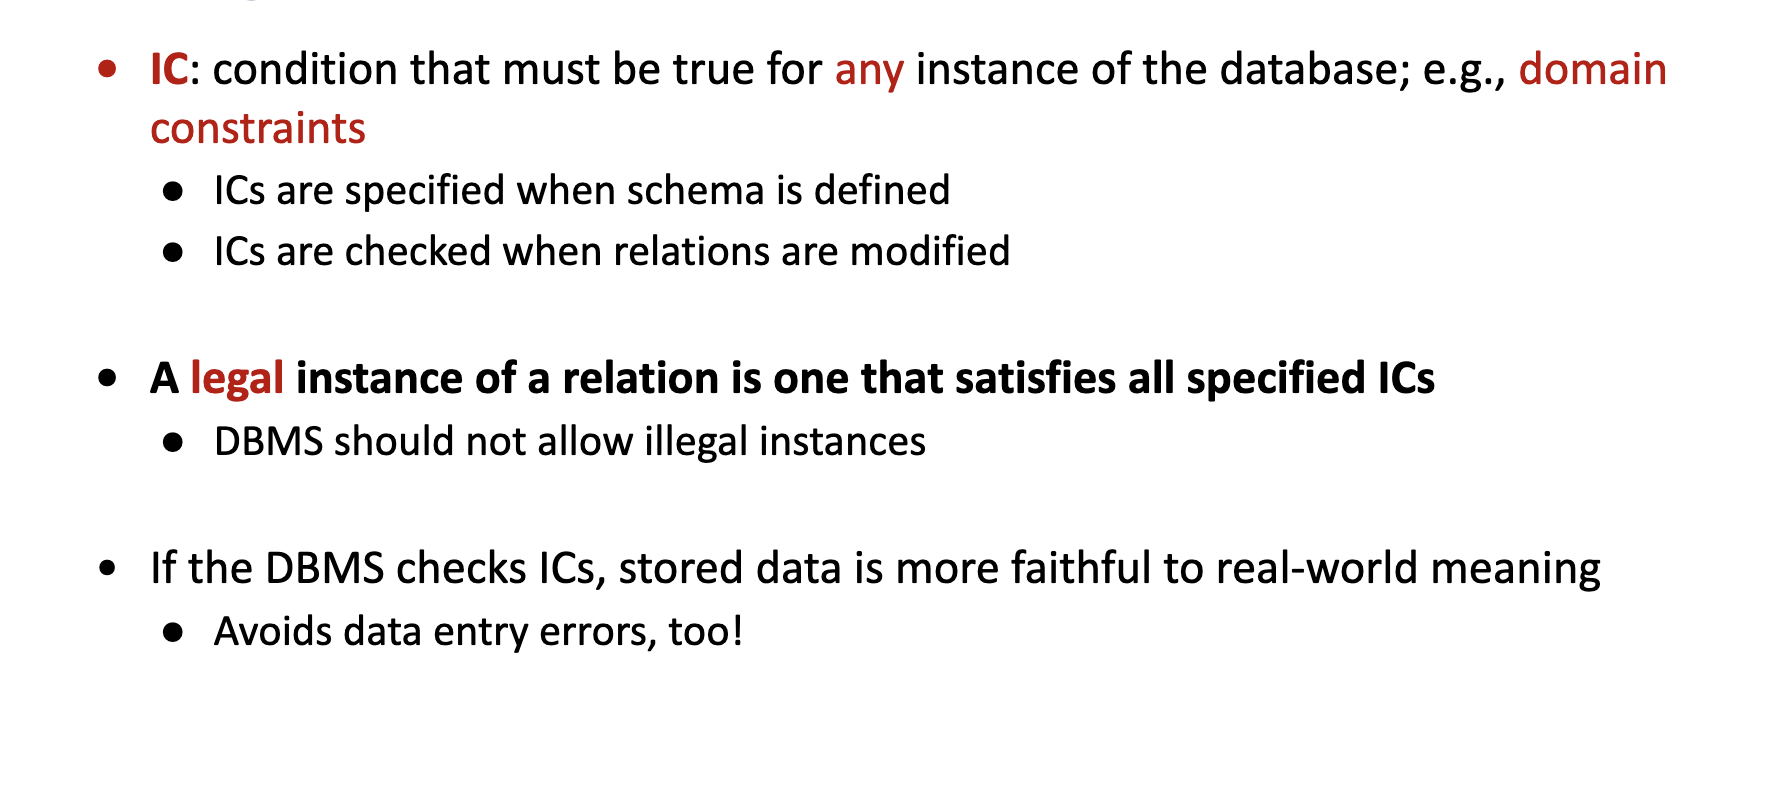 • IC: condition that must be true for any instance of the database; e.g., domain
constraints
• ICs are specified when schema is defined
• ICs are checked when relations are modified
• A legal instance of a relation is one that satisfies all specified ICs
• DBMS should not allow illegal instances
• If the DBMS checks ICs, stored data is more faithful to real-world meaning
• Avoids data entry errors, too!